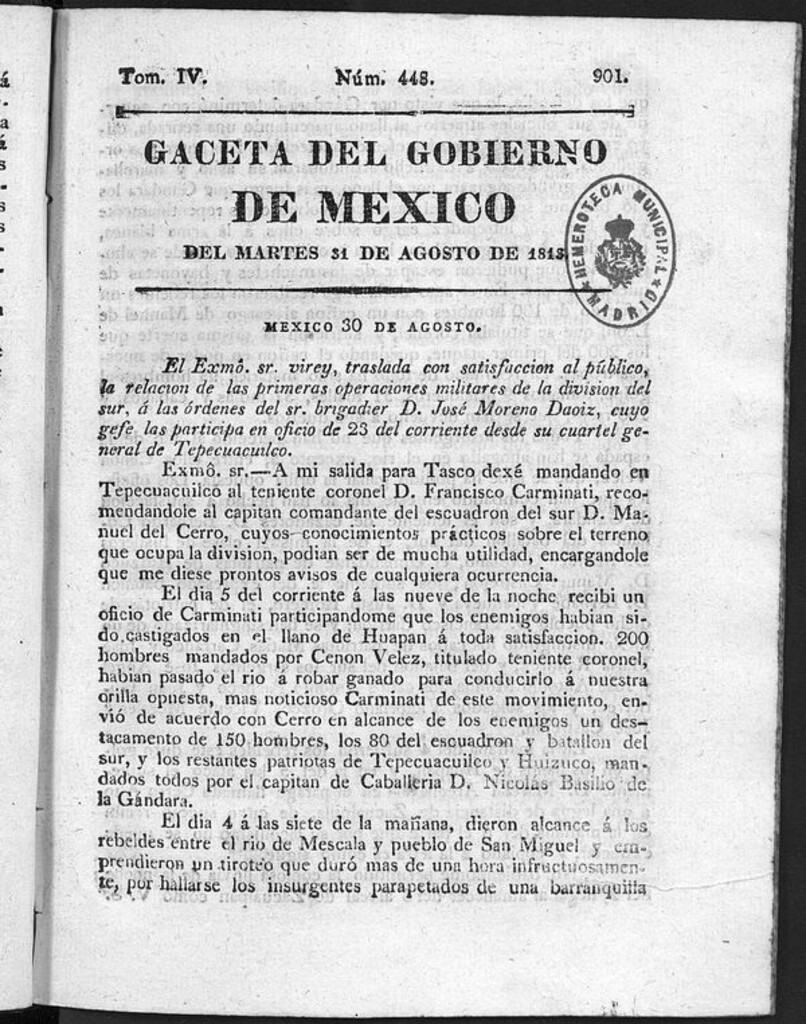 Tom. IV. Núm. 448. 901.
GACETA DEL GOBIERNO
DE MEXICO
DEL MARTES 31 DE AGOSTO DE 1813.
HEMEROTECA MUNICIPAL
MADRID
MEXICO 30 DE AGOSTO.
El Exmô. sr. virey, traslada con satisfaccion al público,
la relacion de las primeras operaciones militares de la division del
sur, á las órdenes del sr. brigadier D. José Moreno Daoiz, cuyo
gefe las participa en oficio de 23 del corriente desde su cuartel ge-
neral de Tepecuacuilco.
Exmô. sr.—A mi salida para Tasco dexé mandando en
Tepecuacuilco al teniente coronel D. Francisco Carminati, reco-
mendandole al capitan comandante del escuadron del sur D. Ma-
ñuel del Cerro, cuyos conocimientos prácticos sobre el terreno
que ocupa la division, podian ser de mucha utilidad, encargandole
que me diese prontos avisos de cualquiera ocurrencia.
El dia 5 del corriente á las nueve de la noche recibi un
oficio de Carminati participandome que los enemigos habian si-
do castigados en el llano de Huapan á toda satisfaccion. 200
hombres mandados por Cenon Velez, titulado teniente coronel,
habian pasado el rio á robar ganado para conducirlo á nuestra
orilla opuesta, mas noticioso Carminati de este movimiento, en-
vió de acuerdo con Cerro en alcance de los enemigos un des-
tacamento de 150 hombres, los 80 del escuadron y batallon del
sur, y los restantes patriotas de Tepecuacuilco y Huizuco, man-
dados todos por el capitan de Caballeria D. Nicolás Basilio de
la Gándara.
El dia 4 á las siete de la mañana, dieron alcance á los
rebeldes entre el rio de Mescala y pueblo de San Miguel y em-
prendieron un tiroteo que duró mas de una hora infructuosamen-
te, por hallarse los insurgentes parapetados de una barranquilla